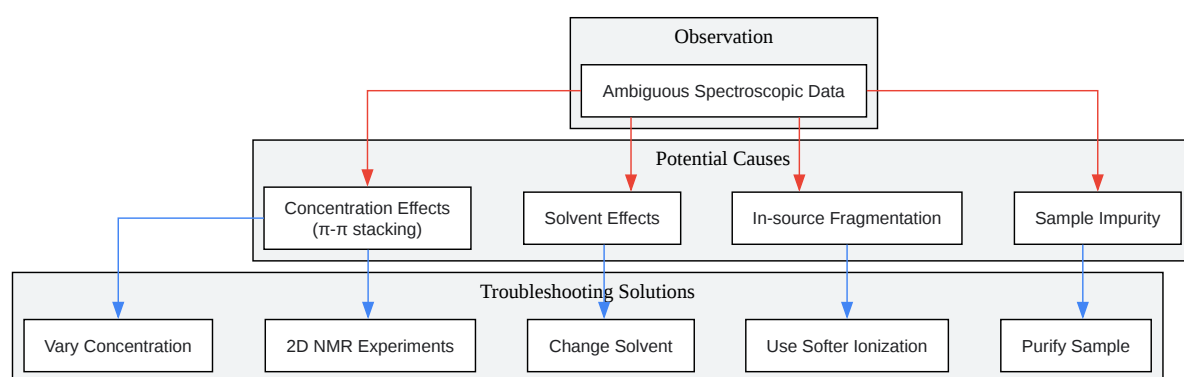 Observation
Ambiguous Spectroscopic Data
Potential Causes
Concentration Effects
(π-π stacking)
Solvent Effects
In-source Fragmentation
Sample Impurity
Troubleshooting Solutions
Vary Concentration
2D NMR Experiments
Change Solvent
Use Softer Ionization
Purify Sample